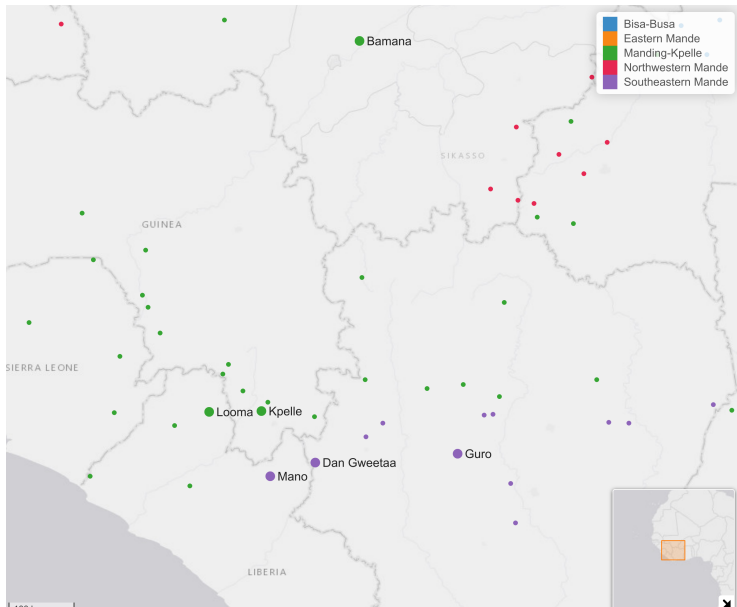 Bamana
Bisa-Busa
Eastern Mande
Manding-Kpelle
Northwestern Mande
Southeastern Mande
SIKASSO
GUINEA
SIERRA LEONE
Looma
Kpelle
Dan Gweetaa
Mano
Guro
LIBERIA